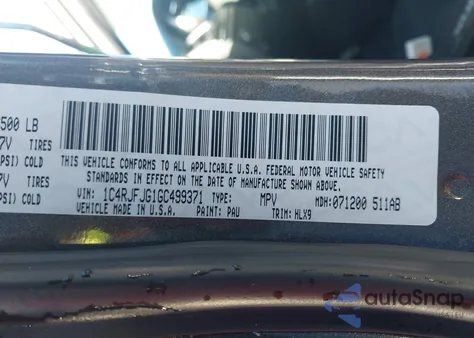 500 LB
7V TIRES
PSI) COLD
7V TIRES
PSI) COLD
THIS VEHICLE CONFORMS TO ALL APPLICABLE U.S.A. FEDERAL MOTOR VEHICLE SAFETY
STANDARDS IN EFFECT ON THE DATE OF MANUFACTURE SHOWN ABOVE.
VIN: 1C4RJFJG1GC499371 TYPE: MPV MDH: 071200 511AB
VEHICLE MADE IN U.S.A. PAINT: PAU TRIM: HLX9
autoSnap